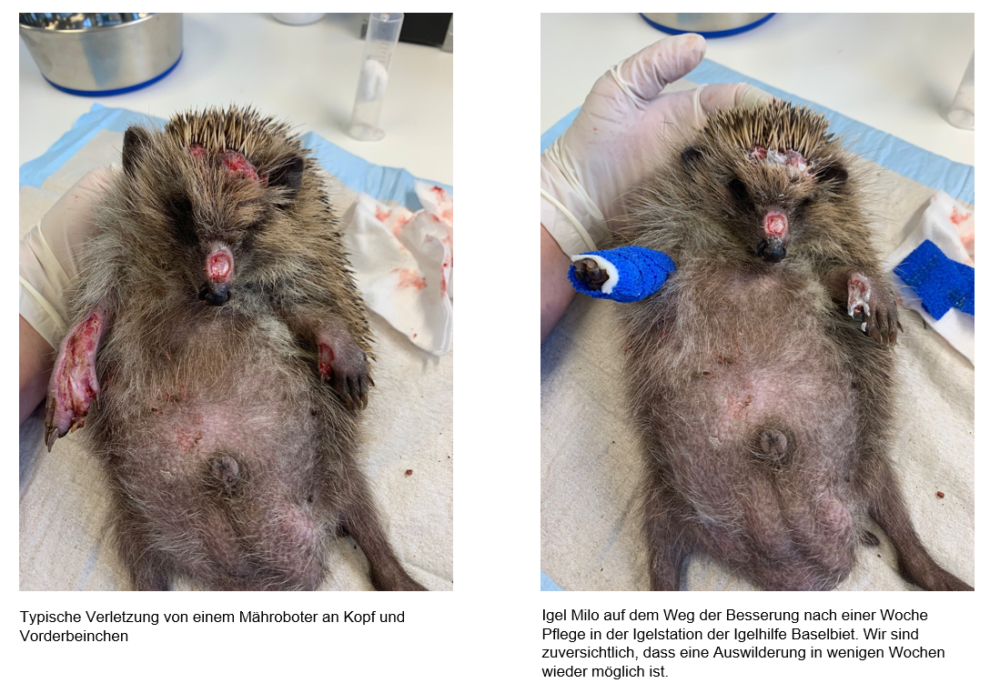 Typische Verletzung von einem Mähroboter an Kopf und
Vorderbeinchen
Igel Milo auf dem Weg der Besserung nach einer Woche
Pflege in der Igelstation der Igelhilfe Baselbiet. Wir sind
zuversichtlich, dass eine Auswilderung in wenigen Wochen
wieder möglich ist.